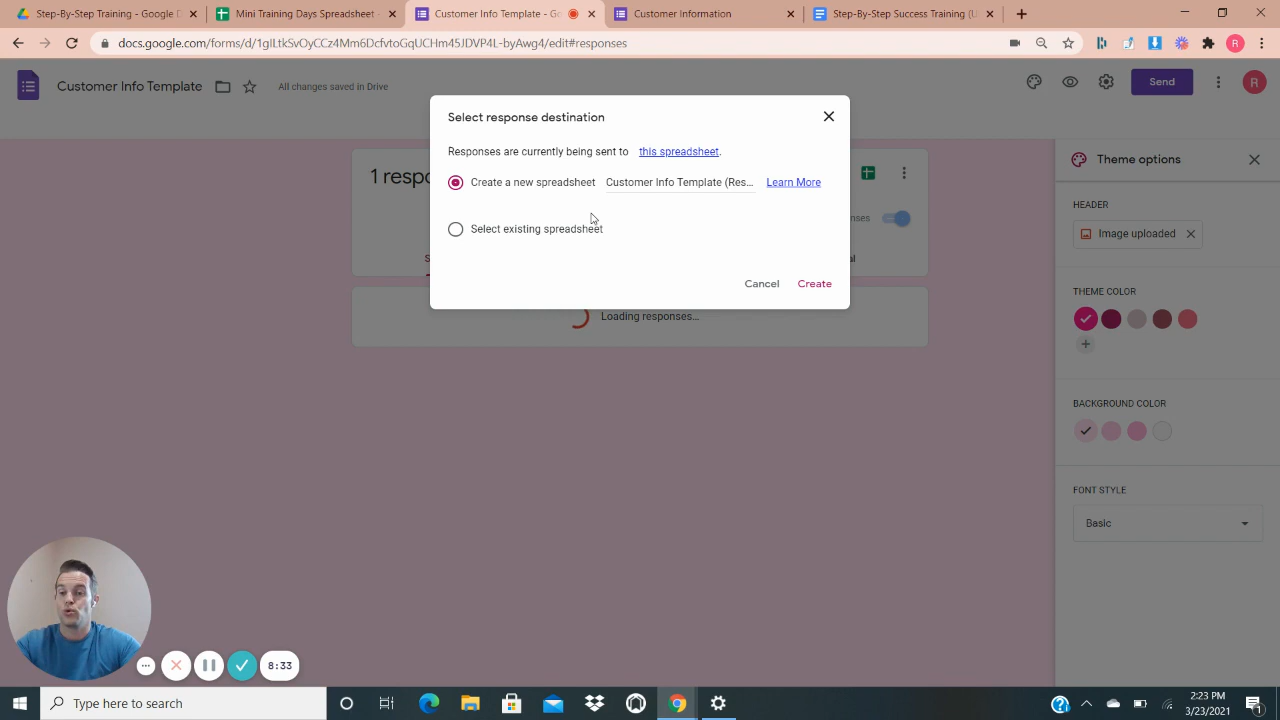 Step-By-Step Training - Google D
Mini Training Days Spreadsheet -
Customer Info Template - Go
Customer Information
Step-By-Step Success Training (U
docs.google.com/forms/d/1gILtkSvOyCCz4Mm6DcfvtoGqUCHm45JDVP4L-byAwg4/edit#responses
R
Customer Info Template
All changes saved in Drive
Send
R
Select response destination
Responses are currently being sent to this spreadsheet.
Create a new spreadsheet
Customer Info Template (Res...
Learn More
Select existing spreadsheet
Cancel
Create
1 respo
nses
S
al
Loading responses...
Theme options
HEADER
Image uploaded
THEME COLOR
BACKGROUND COLOR
FONT STYLE
Basic
8:33
Type here to search
2:23 PM
3/23/2021
1